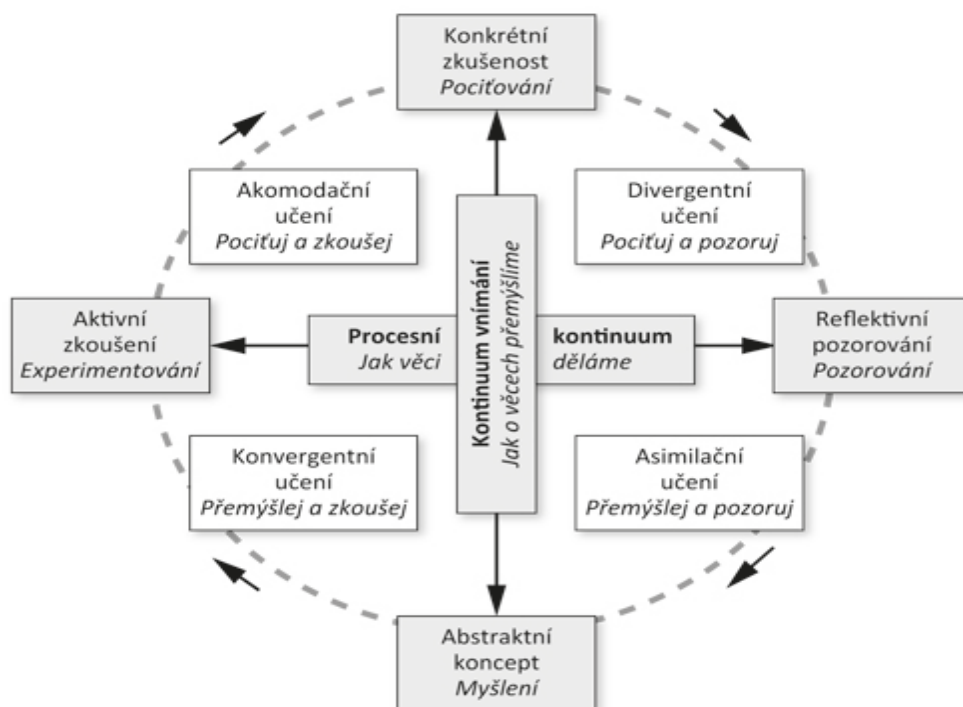 Konkrétní
zkušenost
Pociťování
Akomodační
učení
Pociťuj a zkoušej
Divergentní
učení
Pociťuj a pozoruj
Aktivní
zkoušení
Experimentování
Procesní
Jak věci
Kontinuum vnímání
Jak o věcech přemýšlíme
kontinuum
děláme
Reflektivní
pozorování
Pozorování
Konvergentní
učení
Přemýšlej a zkoušej
Asimilační
učení
Přemýšlej a pozoruj
Abstraktní
koncept
Myšlení